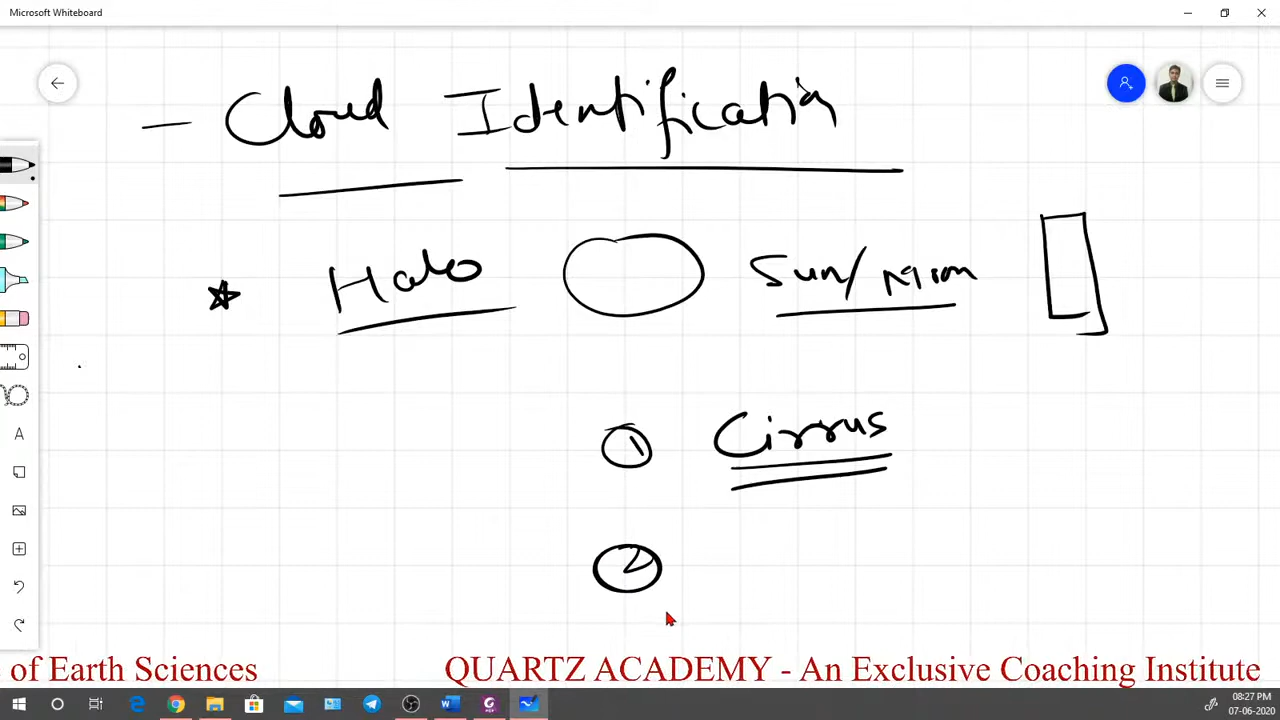 Microsoft Whiteboard
- Cloud Identification
* Halo Sun/Moon
① Cirrus
②
A
of Earth Sciences QUARTZ ACADEMY - An Exclusive Coaching Institute
08:27 PM
07-06-2020